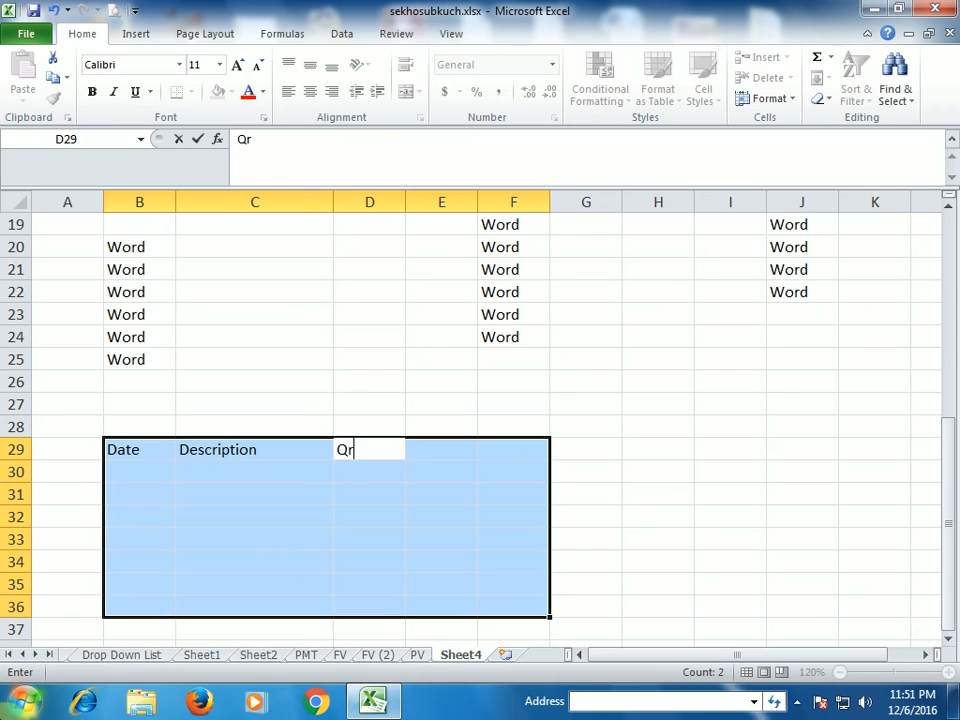 sekhosubkuch.xlsx - Microsoft Excel
File Home Insert Page Layout Formulas Data Review View
Calibri 11 General Insert
Paste Delete
B I U $ % , Conditional Formatting Format as Table Cell Styles Format Sort & Filter Find & Select
Clipboard Font Alignment Number Styles Cells Editing
D29 fx Qr
A B C D E F G H I J K
19 Word Word
20 Word Word Word
21 Word Word Word
22 Word Word Word
23 Word Word
24 Word Word
25 Word
26
27
28
29 Date Description Qr
30
31
32
33
34
35
36
37
Drop Down List Sheet1 Sheet2 PMT FV FV (2) PV Sheet4
Enter Count: 2 120%
Address 11:51 PM
12/6/2016